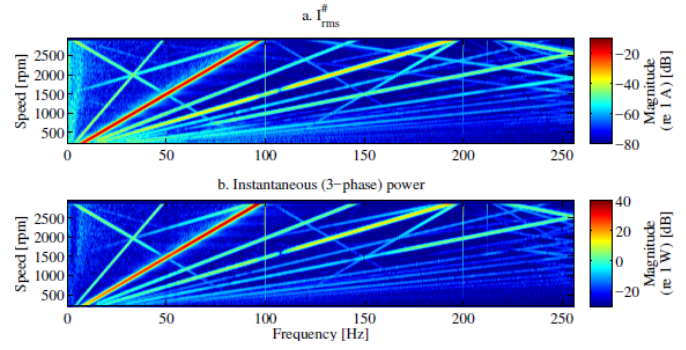 a. I#rms
Speed [rpm]
2500
2000
1500
1000
500
0 50 100 150 200 250
−20
−40
−60
−80
Magnitude
(re 1 A) [dB]
b. Instantaneous (3−phase) power
Speed [rpm]
2500
2000
1500
1000
500
0 50 100 150 200 250
Frequency [Hz]
40
20
0
−20
Magnitude
(re 1W) [dB]